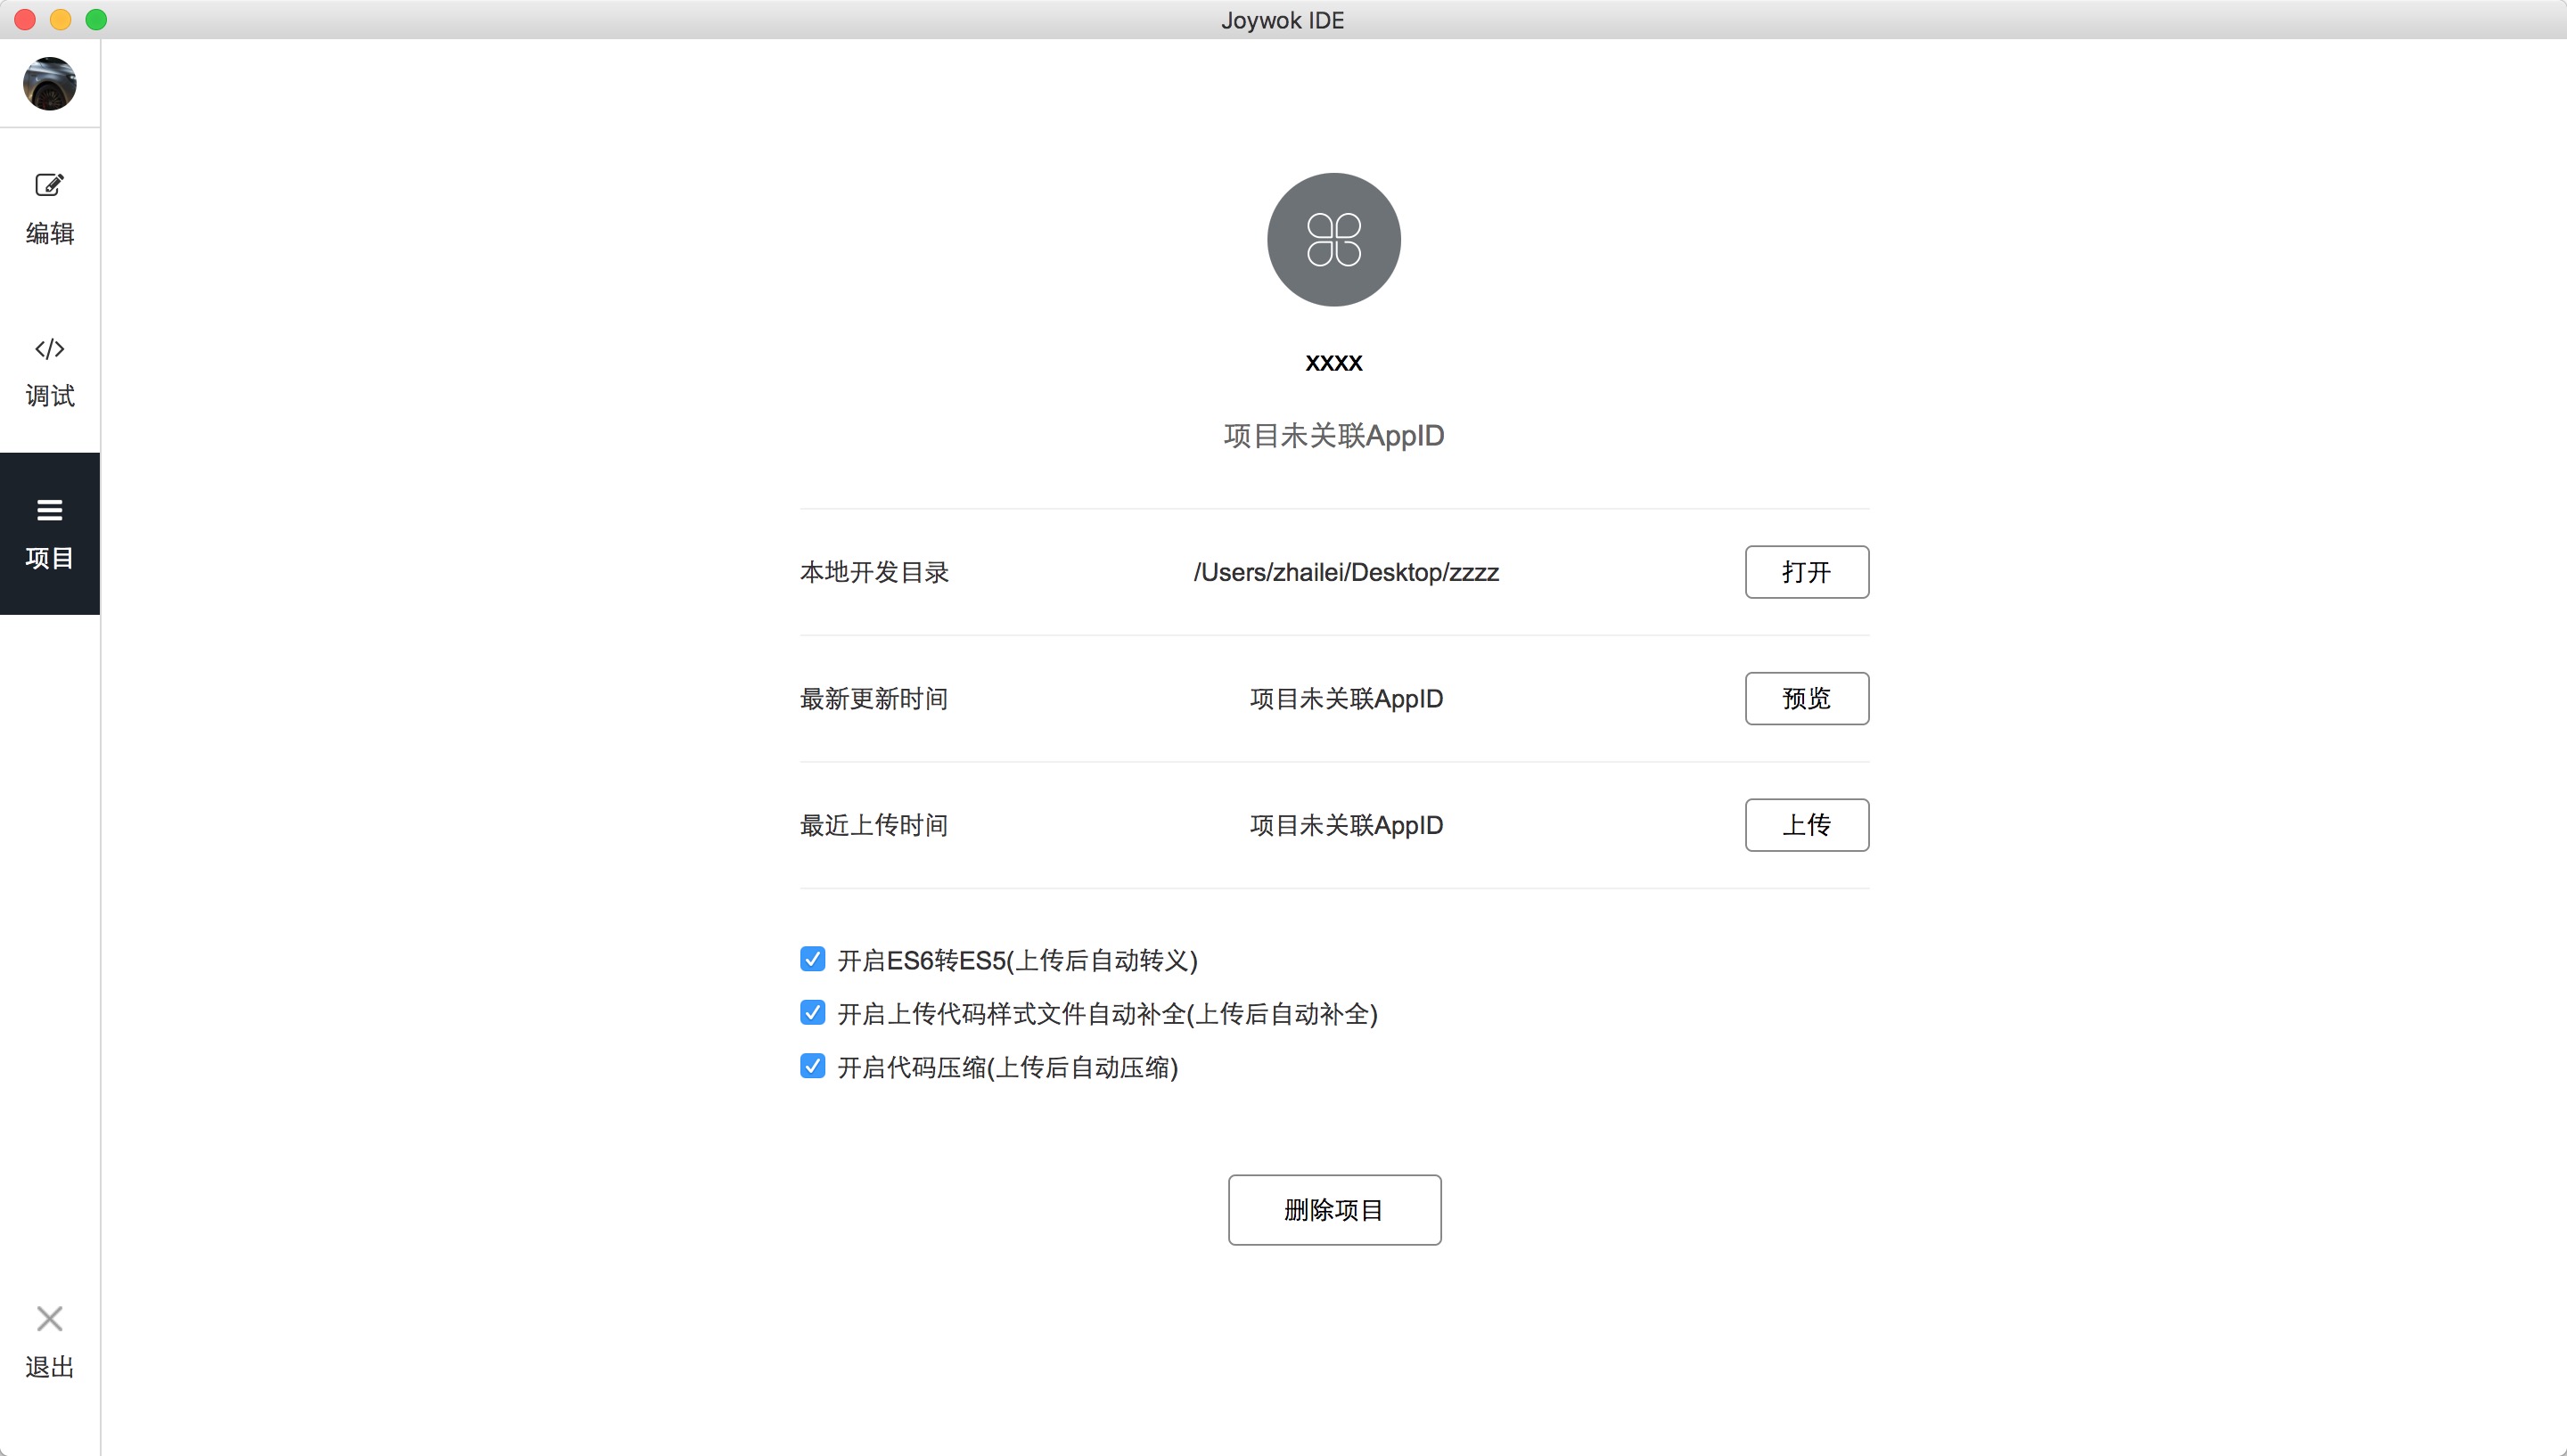 Joywok IDE
编辑
调试
项目
退出
xxxx
项目未关联AppID
本地开发目录 /Users/zhailei/Desktop/zzzz 打开
最新更新时间 项目未关联AppID 预览
最近上传时间 项目未关联AppID 上传
开启ES6转ES5(上传后自动转义)
开启上传代码样式文件自动补全(上传后自动补全)
开启代码压缩(上传后自动压缩)
删除项目